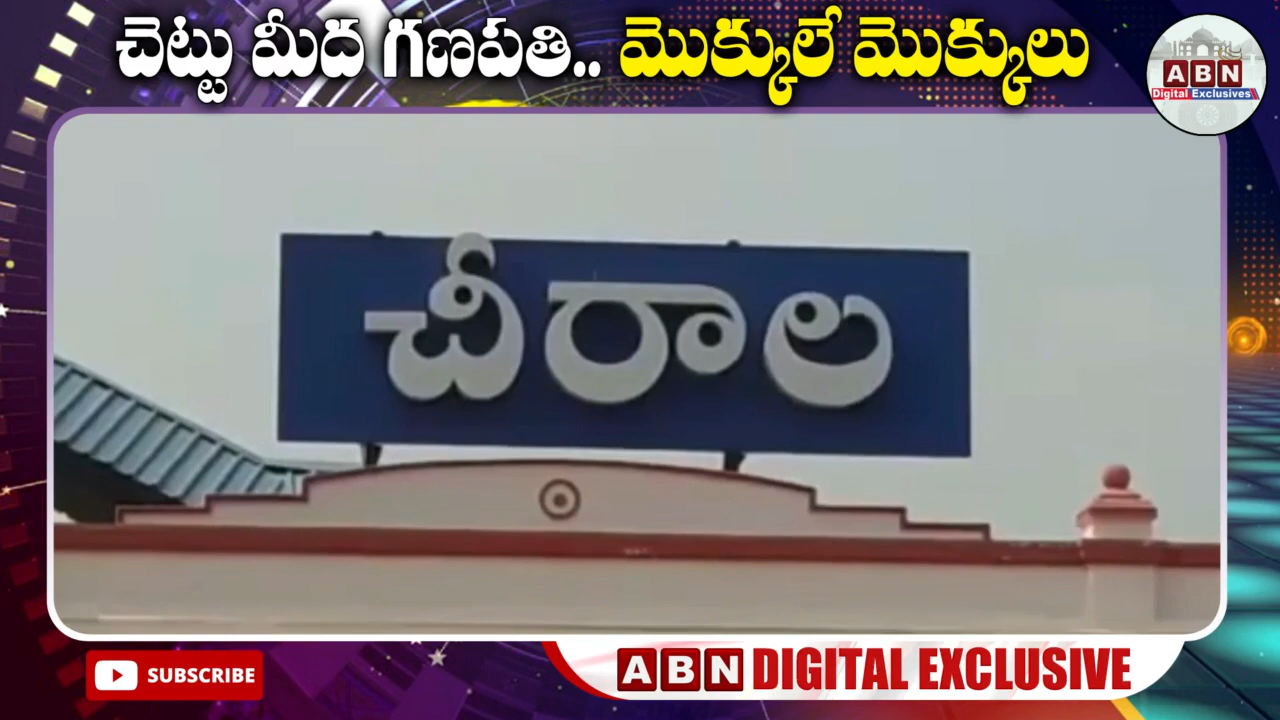 చెట్టు మీద గణపతి.. మొక్కులే మొక్కులు
ABN
Digital Exclusives
చీరాల
SUBSCRIBE
ABN DIGITAL EXCLUSIVE